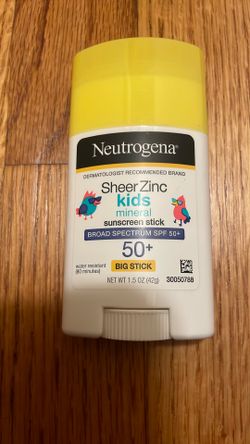 Neutrogena®
DERMATOLOGIST RECOMMENDED BRAND
Sheer Zinc
kids
mineral
sunscreen stick
BROAD SPECTRUM SPF 50+
50+
water resistant
(80 minutes)
BIG STICK
NET WT 1.5 OZ (42g)
30050788